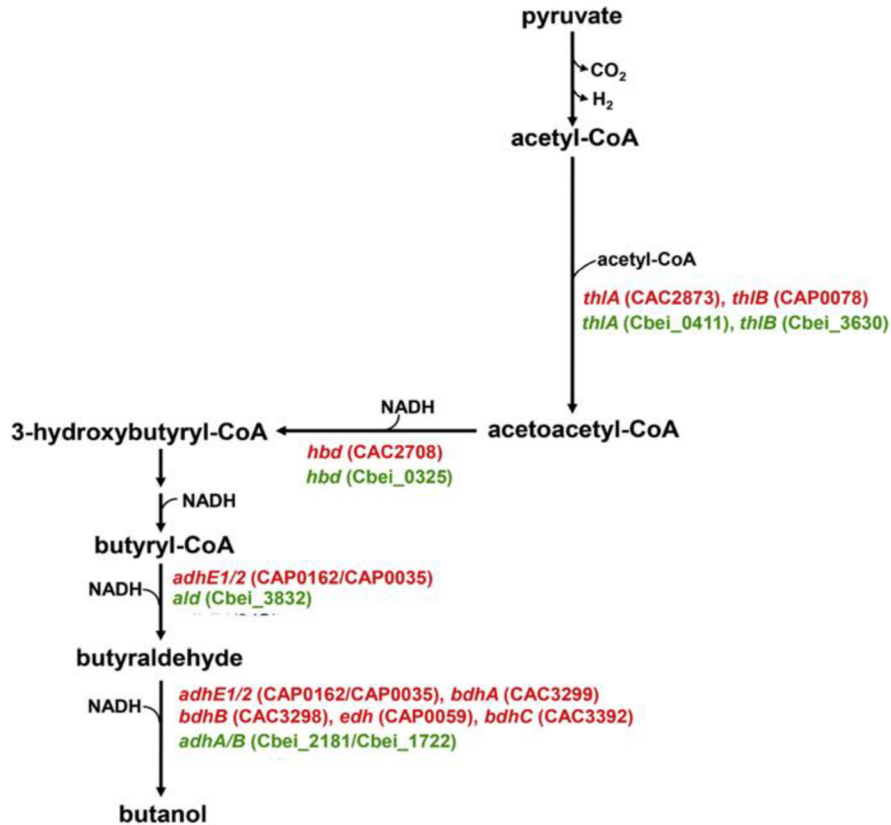 pyruvate
CO₂
H₂
acetyl-CoA
acetyl-CoA
thlA (CAC2873), thlB (CAP0078)
thlA (Cbei_0411), thlB (Cbei_3630)
NADH
3-hydroxybutyryl-CoA
acetoacetyl-CoA
hbd (CAC2708)
hbd (Cbei_0325)
NADH
butyryl-CoA
adhE1/2 (CAP0162/CAP0035)
NADH
ald (Cbei_3832)
butyraldehyde
adhE1/2 (CAP0162/CAP0035), bdhA (CAC3299)
NADH
bdhB (CAC3298), edh (CAP0059), bdhC (CAC3392)
adhA/B (Cbei_2181/Cbei_1722)
butanol